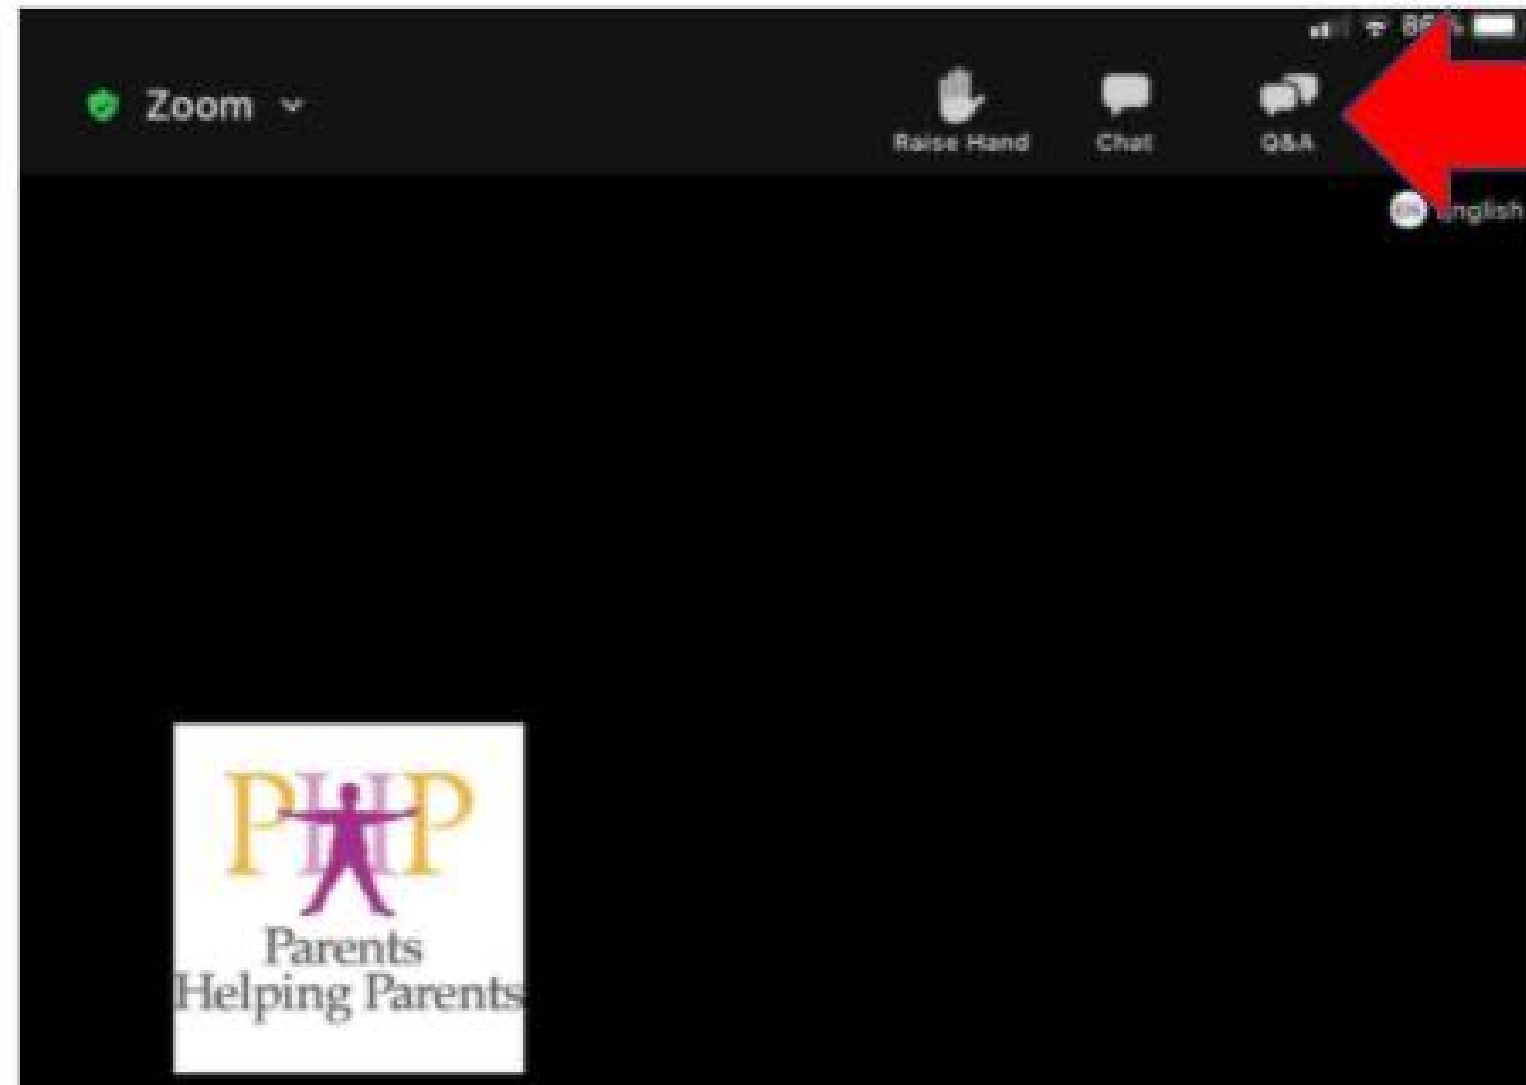 Zoom
Raise Hand
Chat
Q&A
English
PHP
Parents
Helping Parents